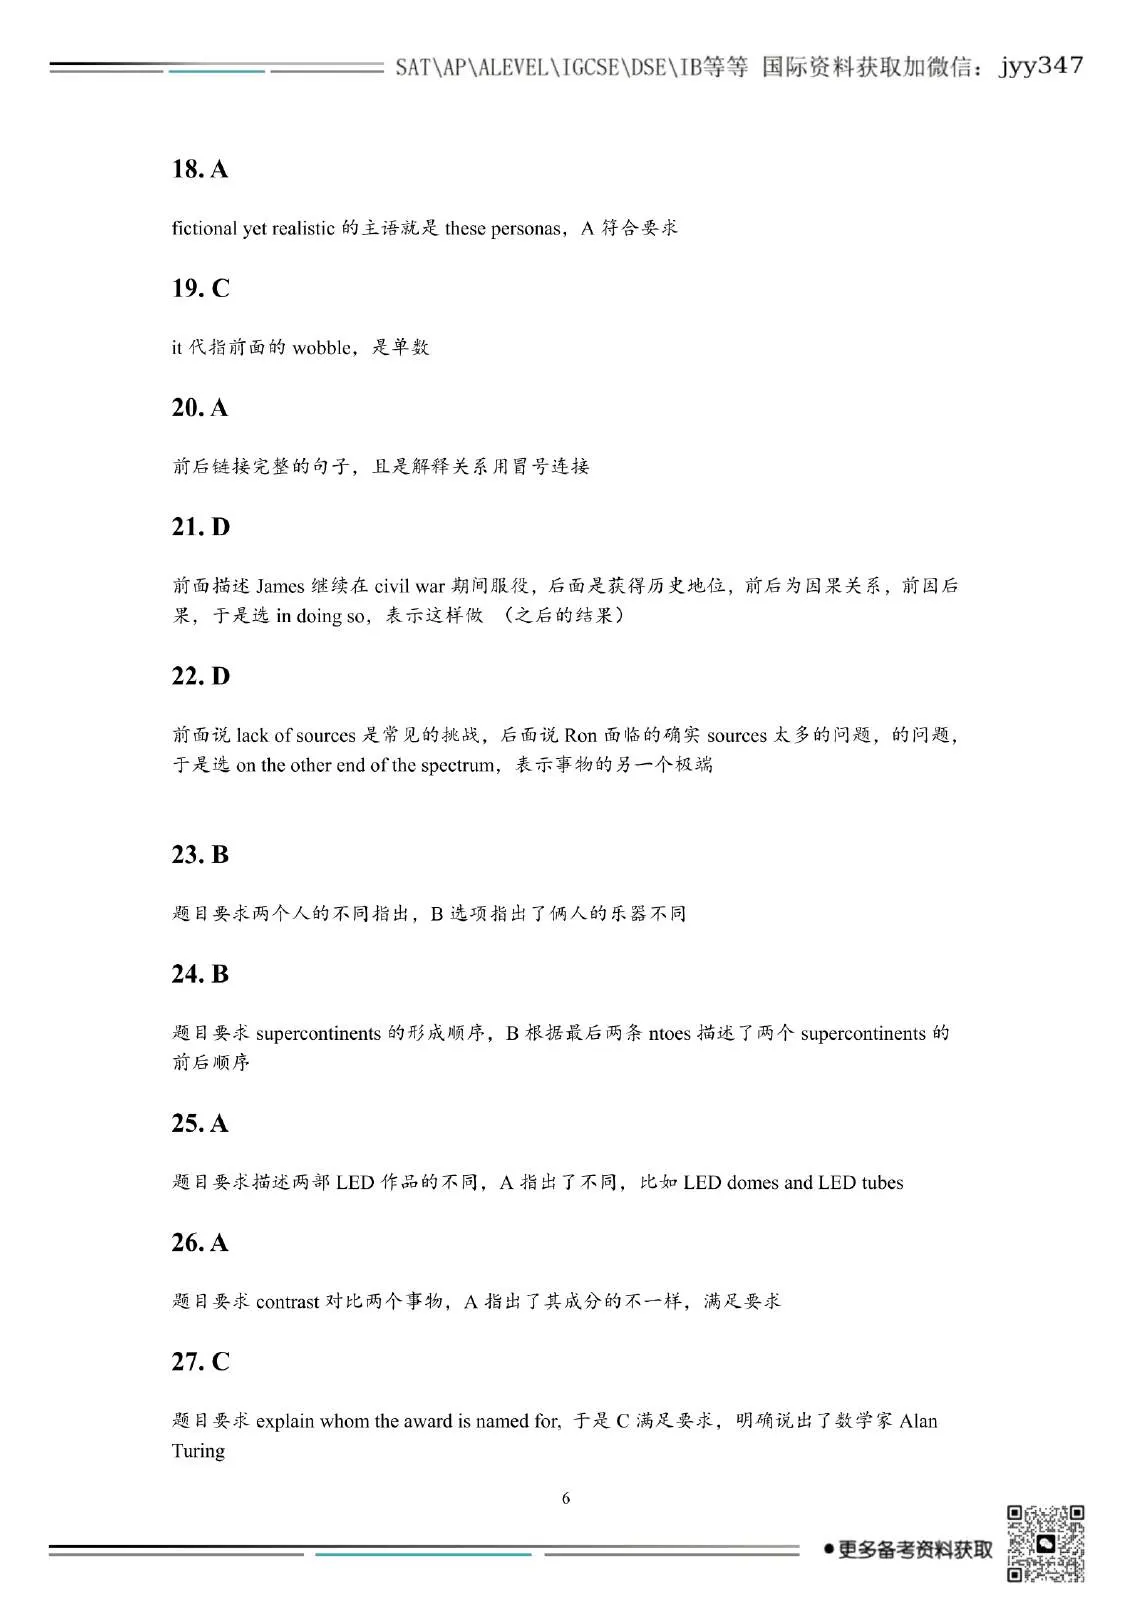 SAT\AP\ALEVEL\IGCSE\DSE\IB等等 国际资料获取加微信：jyy347
18. A
fictional yet realistic 的主语就是 these personas，A 符合要求
19. C
it 代指前面的 wobble，是单数
20. A
前后链接完整的句子，且是解释关系用冒号连接
21. D
前面描述 James 继续在 civil war 期间服役，后面是获得历史地位，前后为因果关系，前因后
果，于是选 in doing so，表示这样做 （之后的结果）
22. D
前面说 lack of sources 是常见的挑战，后面说 Ron 面临的确实 sources 太多的问题，的问题，
于是选 on the other end of the spectrum，表示事物的另一个极端
23. B
题目要求两个人的不同指出，B 选项指出了俩人的乐器不同
24. B
题目要求 supercontinents 的形成顺序，B 根据最后两条 ntoes 描述了两个 supercontinents 的
前后顺序
25. A
题目要求描述两部 LED 作品的不同，A 指出了不同，比如 LED domes and LED tubes
26. A
题目要求 contrast 对比两个事物，A 指出了其成分的不一样，满足要求
27. C
题目要求 explain whom the award is named for, 于是 C 满足要求，明确说出了数学家 Alan
Turing
6
●更多备考资料获取